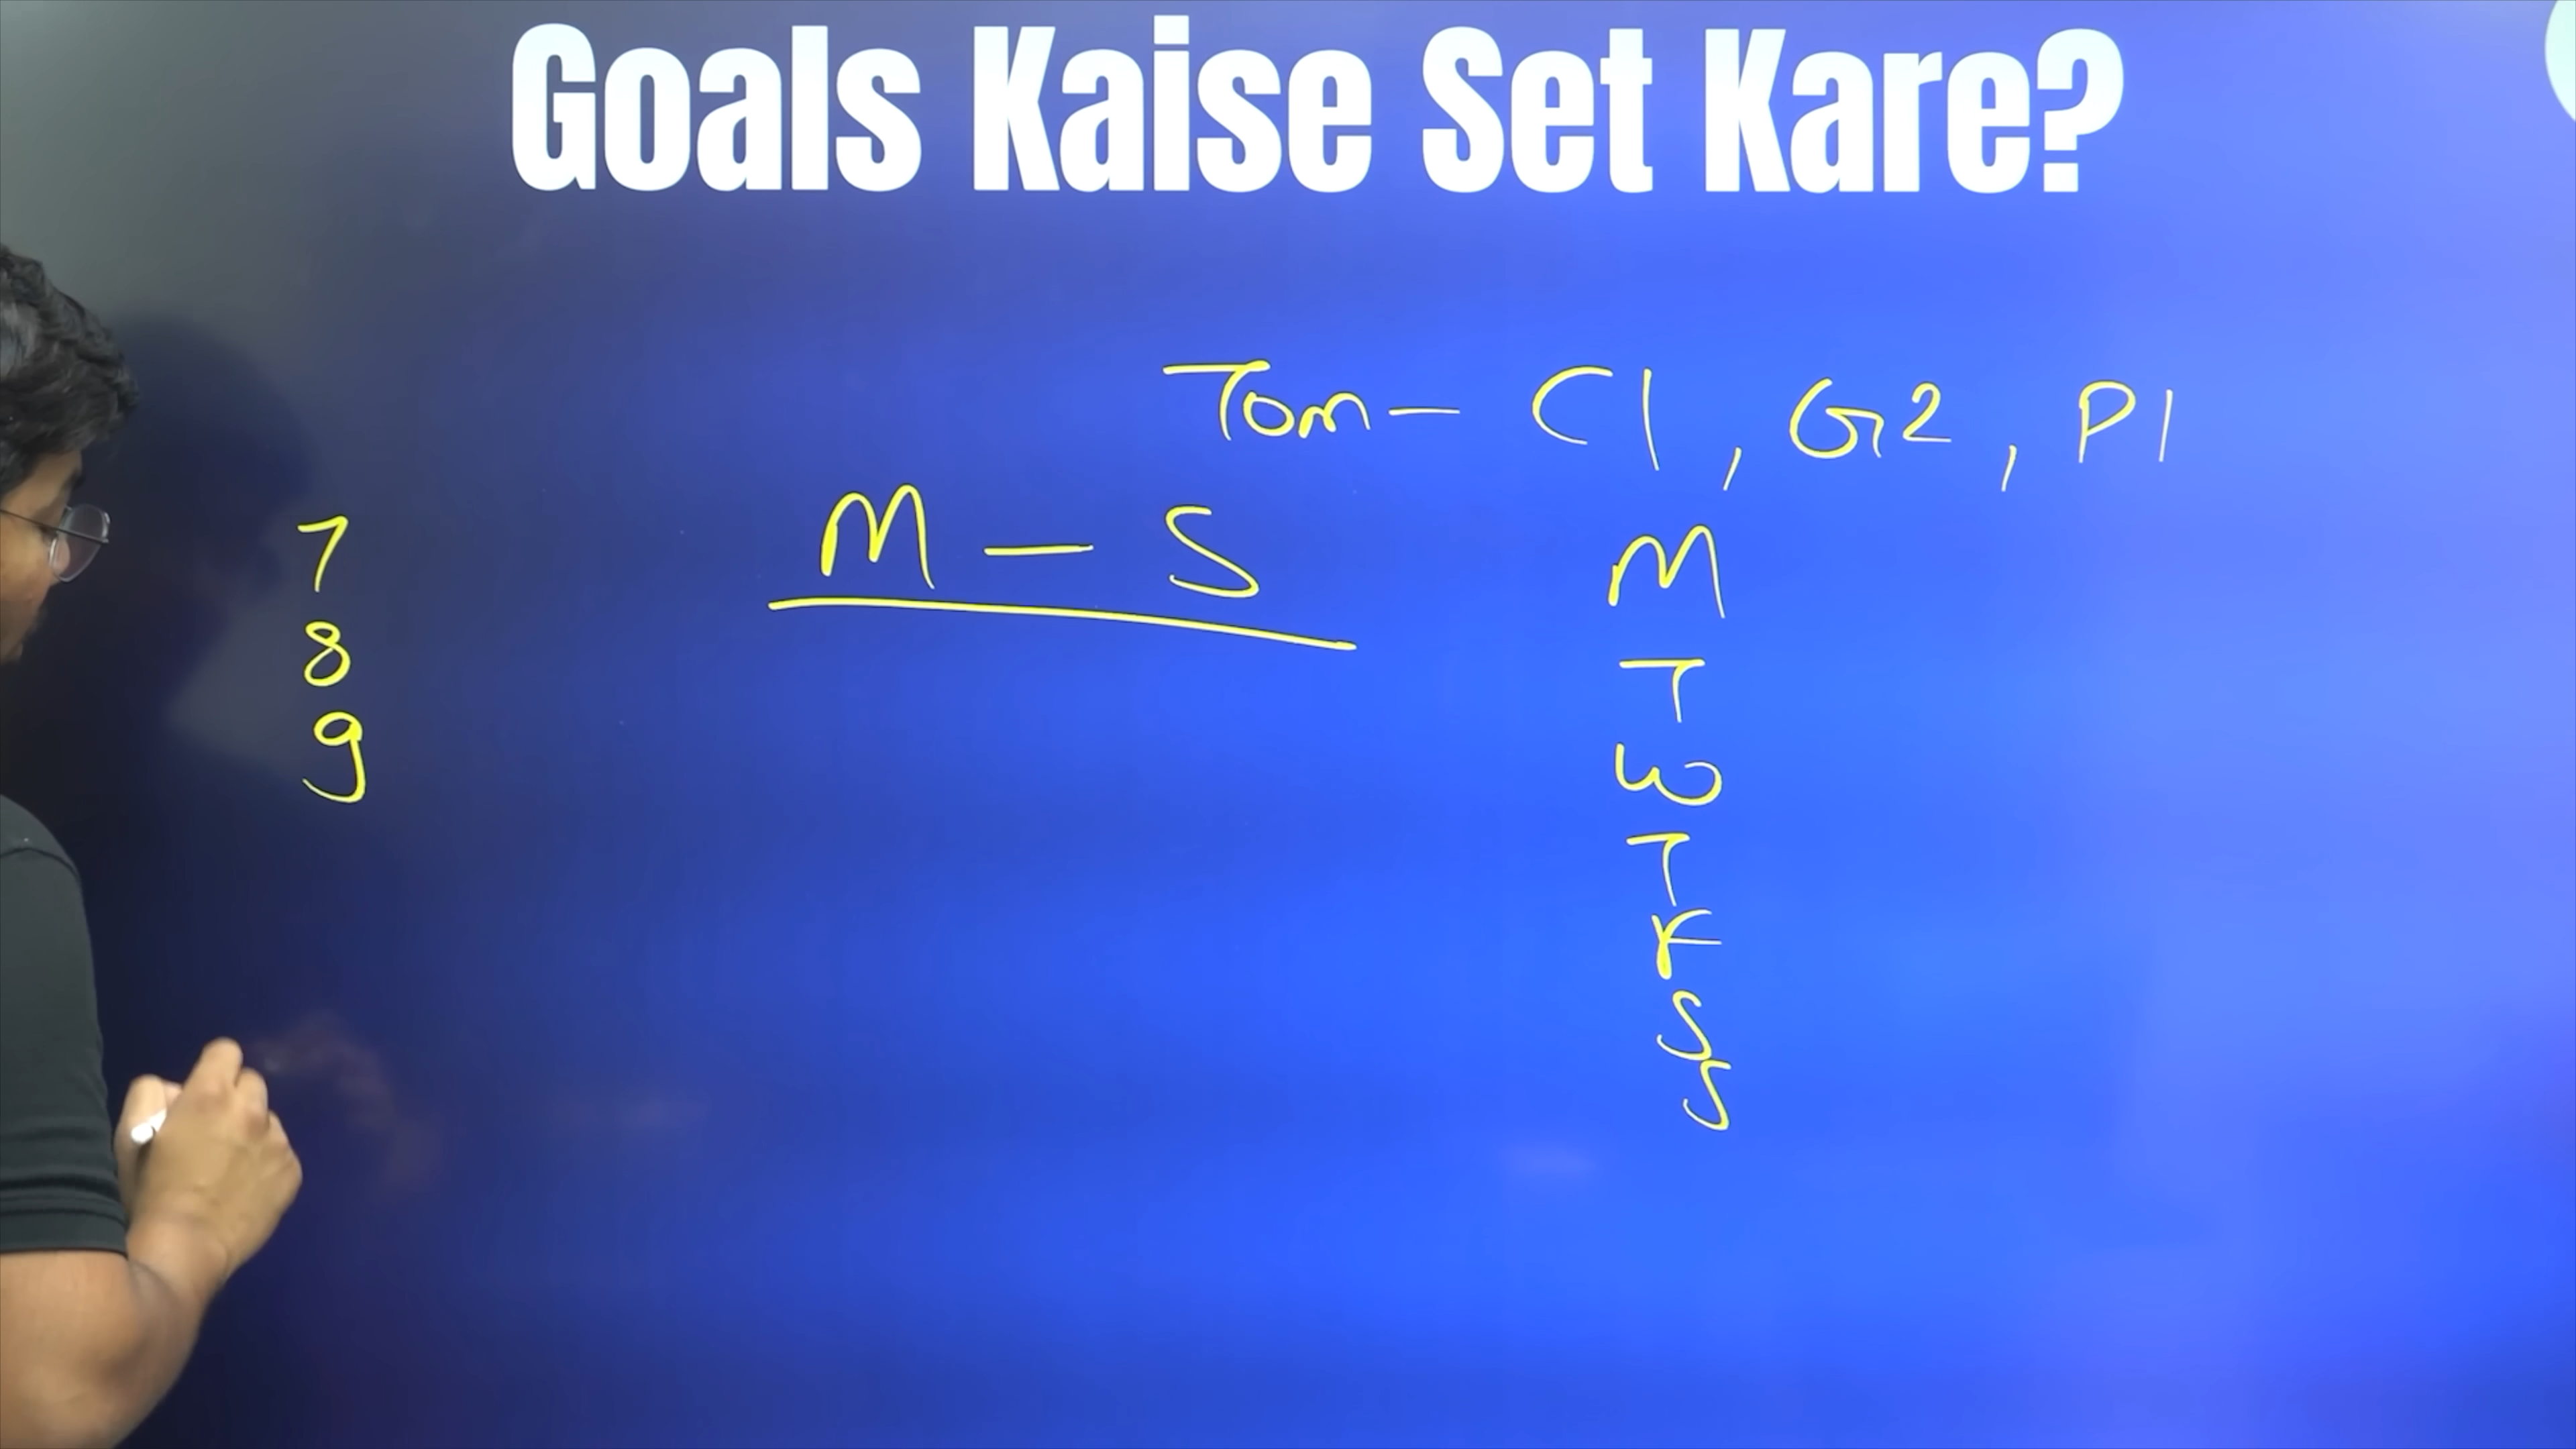 Goals Kaise Set Kare?
Tom - C1, G2, P1
M - S
7
8
9
M
T
W
T
F
S
S